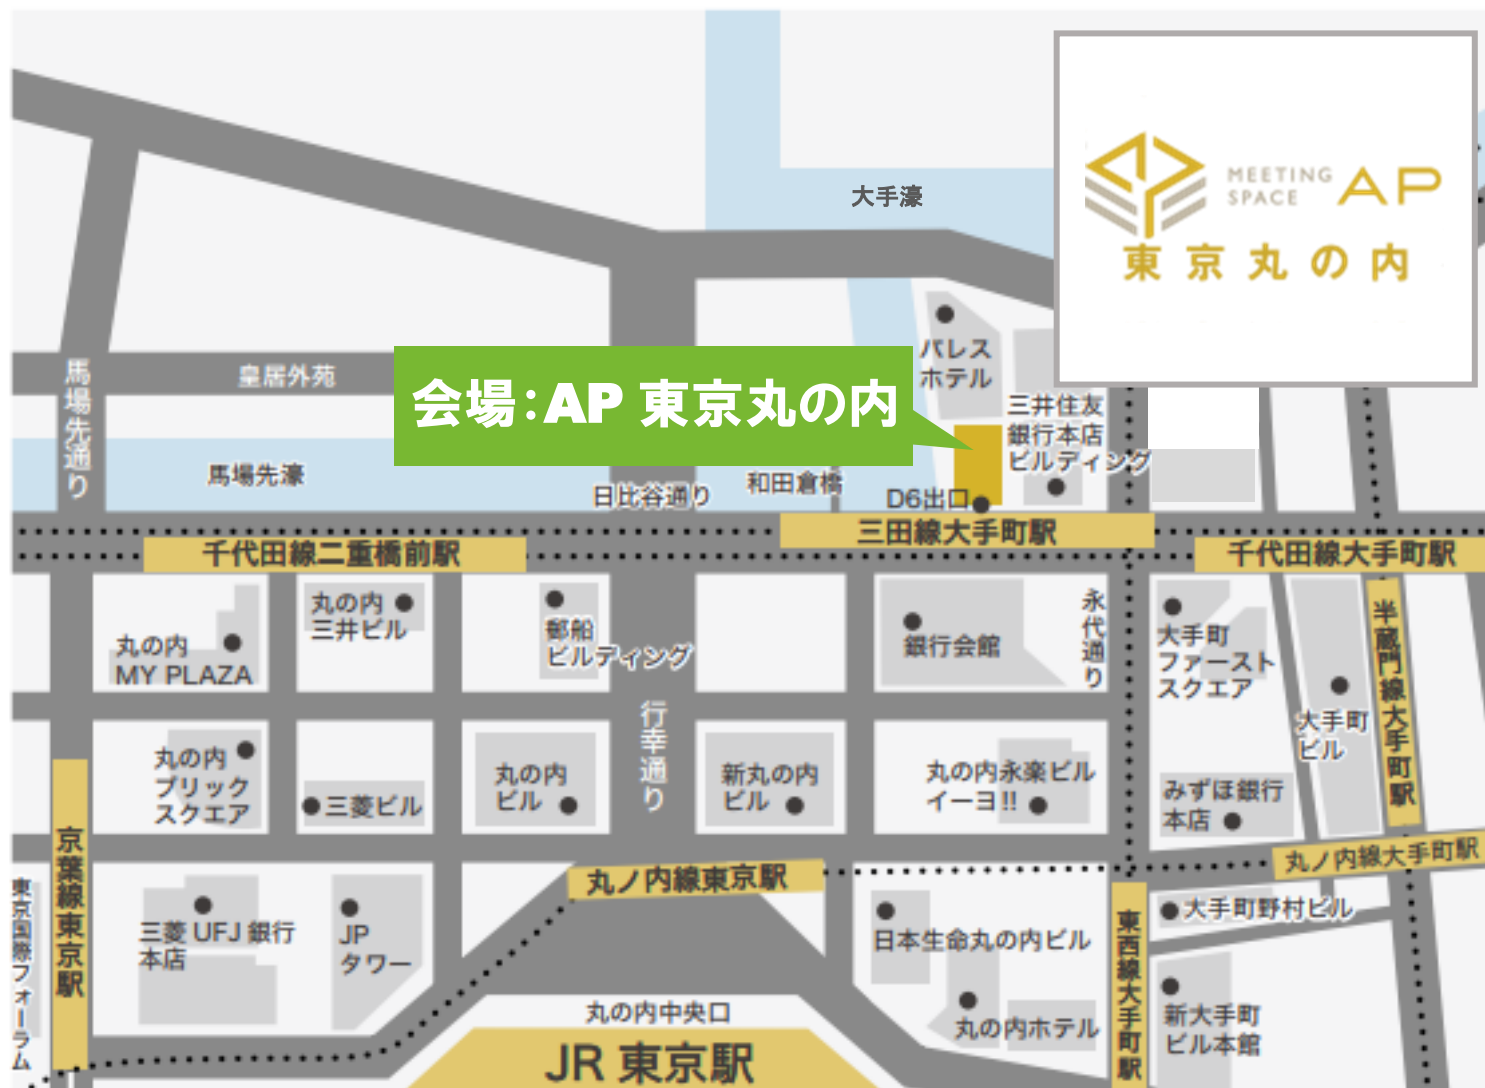 MEETING
SPACE
AP
東京丸の内
大手濠
パレス
ホテル
皇居外苑
馬場先通り
会場：AP 東京丸の内
三井住友
銀行本店
ビルディング
馬場先濠
日比谷通り
和田倉橋
D6出口
三田線大手町駅
千代田線二重橋前駅
千代田線大手町駅
丸の内
MY PLAZA
丸の内
三井ビル
郵船
ビルディング
銀行会館
永代通り
大手町
ファースト
スクエア
半蔵門線大手町駅
大手町
ビル
行幸通り
丸の内
ブリック
スクエア
三菱ビル
丸の内
ビル
新丸の内
ビル
丸の内永楽ビル
イーヨ!!
みずほ銀行
本店
京葉線東京駅
丸ノ内線東京駅
丸ノ内線大手町駅
東京国際フォーラム
三菱 UFJ 銀行
本店
JP
タワー
日本生命丸の内ビル
東西線大手町駅
大手町野村ビル
丸の内中央口
丸の内ホテル
新大手町
ビル本館
JR 東京駅